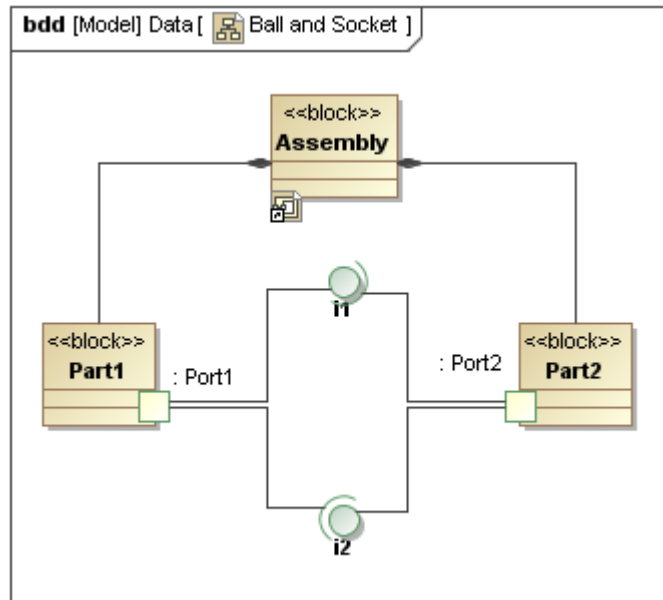 bdd [Model] Data [ Ball and Socket ]
<<block>>
Assembly
i1
<<block>>
Part1
: Port1
: Port2
<<block>>
Part2
i2